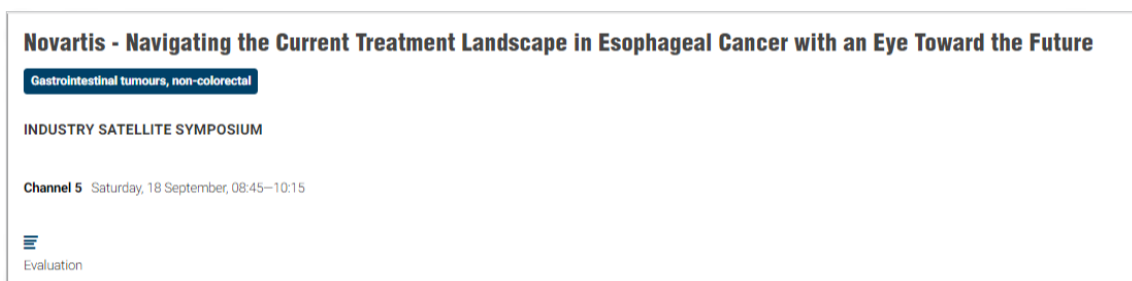 Novartis - Navigating the Current Treatment Landscape in Esophageal Cancer with an Eye Toward the Future
Gastrointestinal tumours, non-colorectal
INDUSTRY SATELLITE SYMPOSIUM
Channel 5 Saturday, 18 September, 08:45–10:15
Evaluation